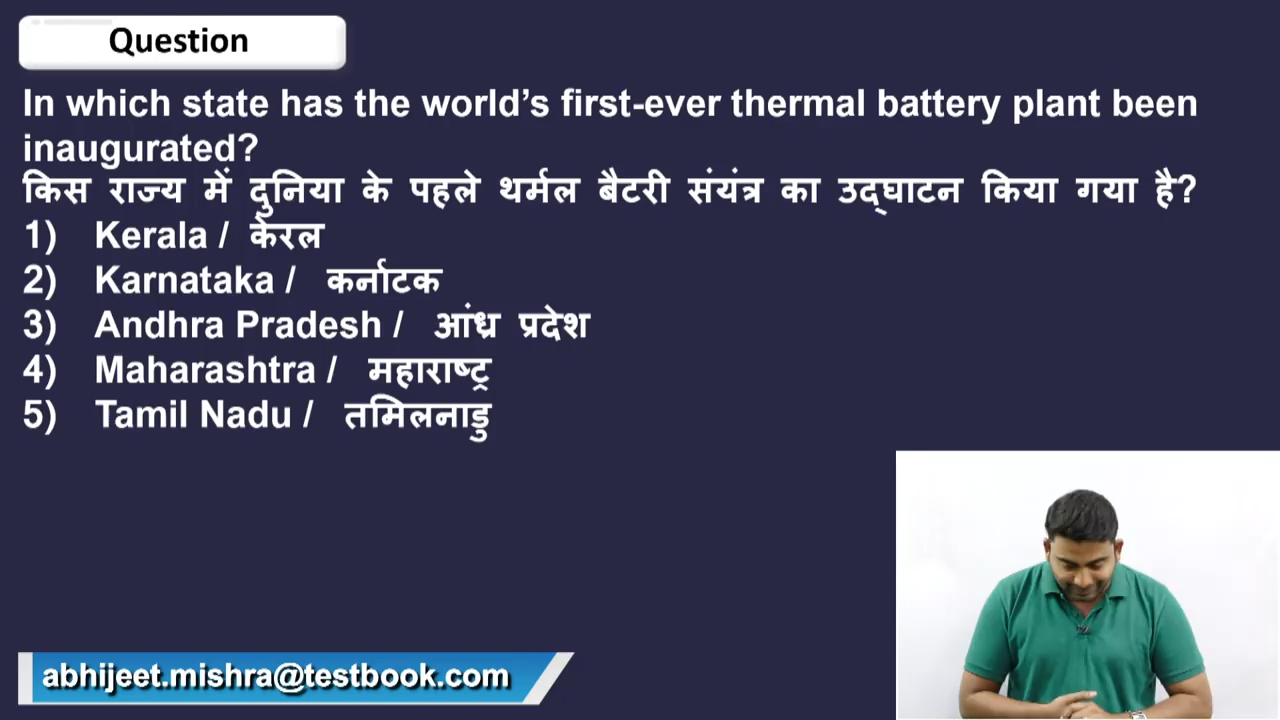 Question
In which state has the world’s first-ever thermal battery plant been
inaugurated?
किस राज्य में दुनिया के पहले थर्मल बैटरी संयंत्र का उद्घाटन किया गया है?
1) Kerala / केरल
2) Karnataka / कर्नाटक
3) Andhra Pradesh / आंध्र प्रदेश
4) Maharashtra / महाराष्ट्र
5) Tamil Nadu / तमिलनाडु
abhijeet.mishra@testbook.com